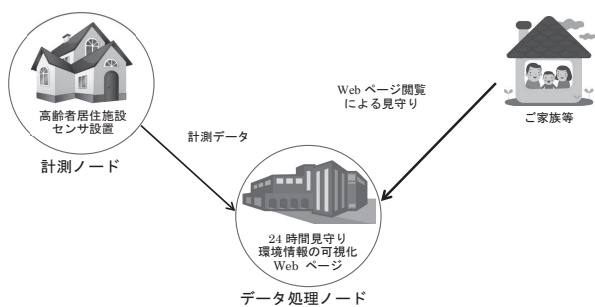 高齢者居住施設
センサ設置
計測ノード
計測データ
Web ページ閲覧
による見守り
ご家族等
24 時間見守り
環境情報の可視化
Web ページ
データ処理ノード